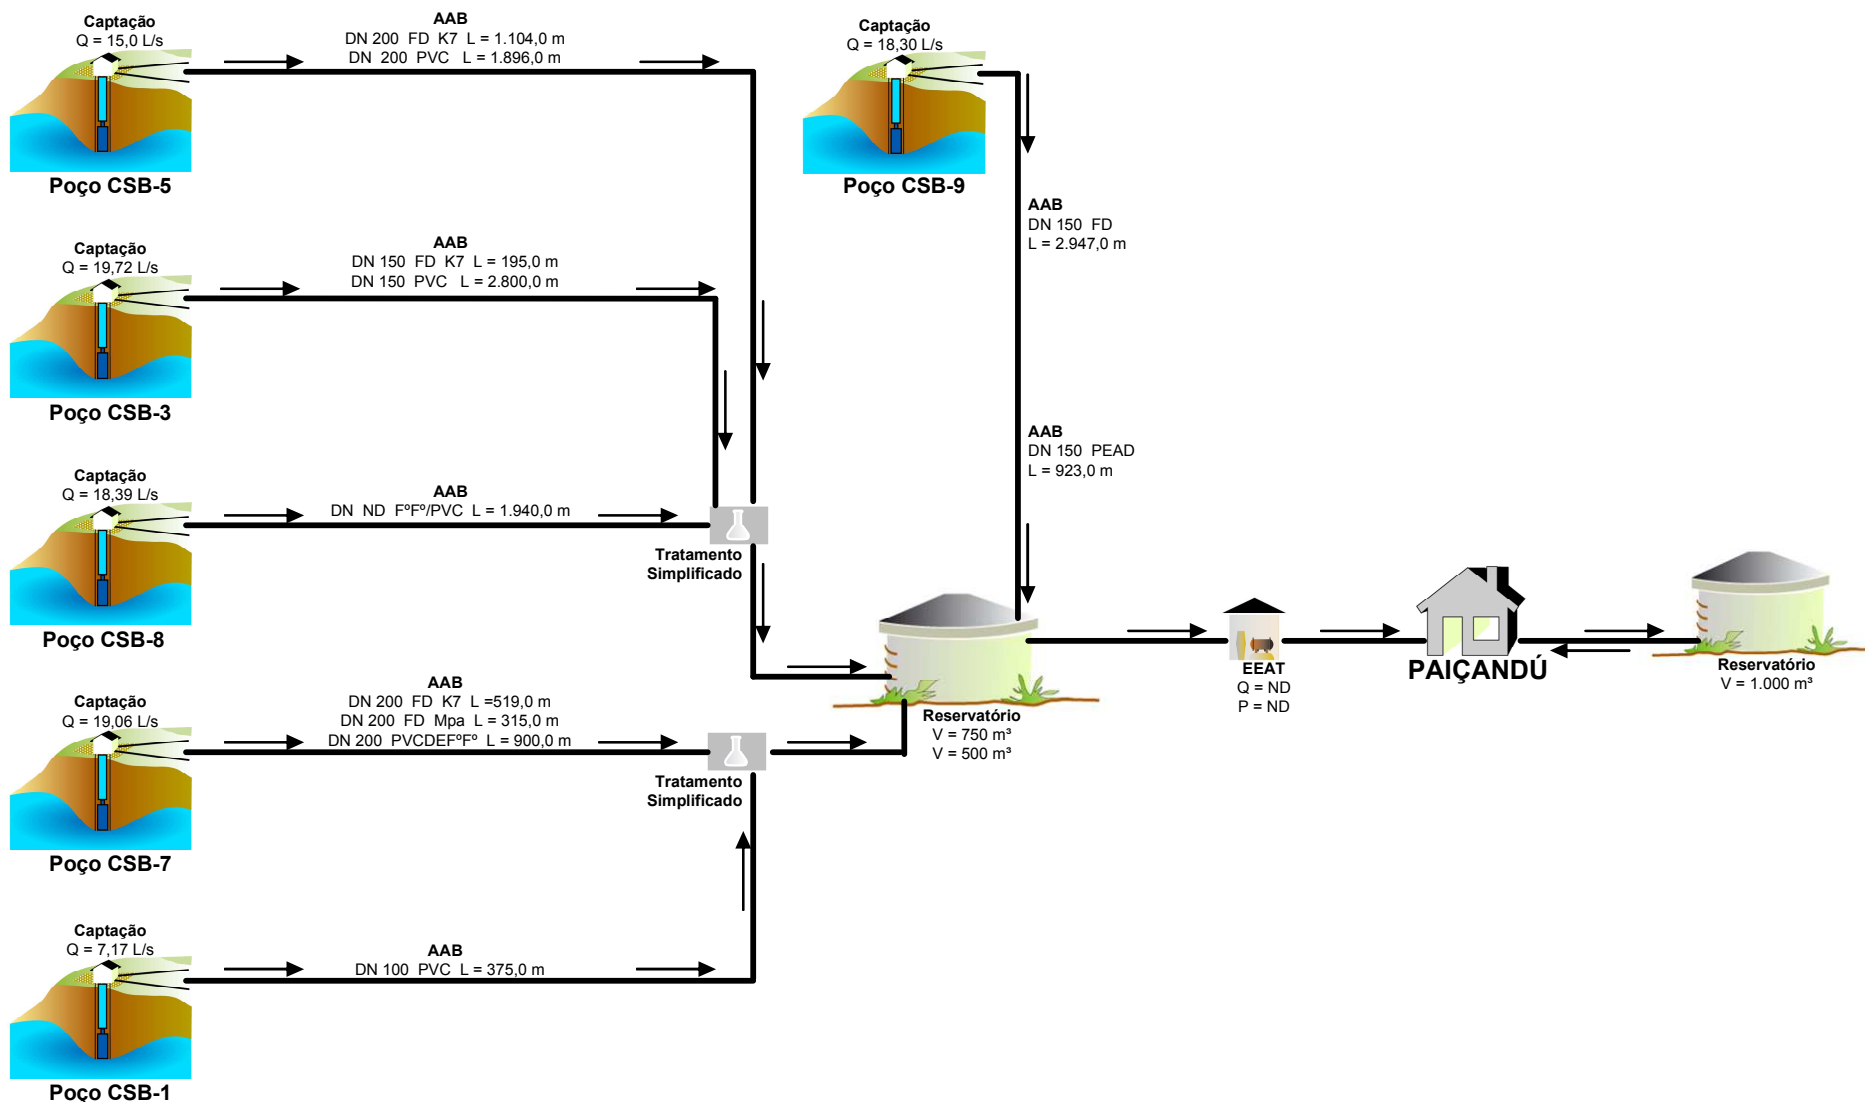 Captação
Q = 15,0 L/s
Poço CSB-5
AAB
DN 200 FD K7 L = 1.104,0 m
DN 200 PVC L = 1.896,0 m
Captação
Q = 18,30 L/s
Poço CSB-9
AAB
DN 150 FD
L = 2.947,0 m
AAB
DN 150 PEAD
L = 923,0 m
Captação
Q = 19,72 L/s
Poço CSB-3
AAB
DN 150 FD K7 L = 195,0 m
DN 150 PVC L = 2.800,0 m
Captação
Q = 18,39 L/s
Poço CSB-8
AAB
DN ND FºFº/PVC L = 1.940,0 m
Tratamento
Simplificado
Captação
Q = 19,06 L/s
Poço CSB-7
AAB
DN 200 FD K7 L =519,0 m
DN 200 FD Mpa L = 315,0 m
DN 200 PVCDEFºFº L = 900,0 m
Tratamento
Simplificado
Captação
Q = 7,17 L/s
Poço CSB-1
AAB
DN 100 PVC L = 375,0 m
Reservatório
V = 750 m³
V = 500 m³
EEAT
Q = ND
P = ND
PAIÇANDÚ
Reservatório
V = 1.000 m³